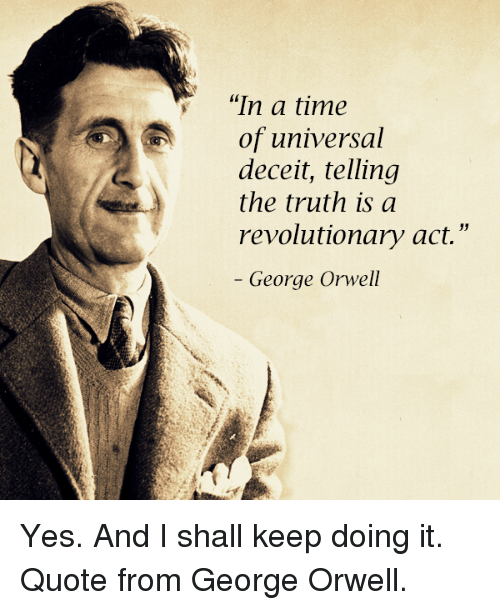 “In a time
of universal
deceit, telling
the truth is a
revolutionary act.”
- George Orwell
Yes. And I shall keep doing it.
Quote from George Orwell.